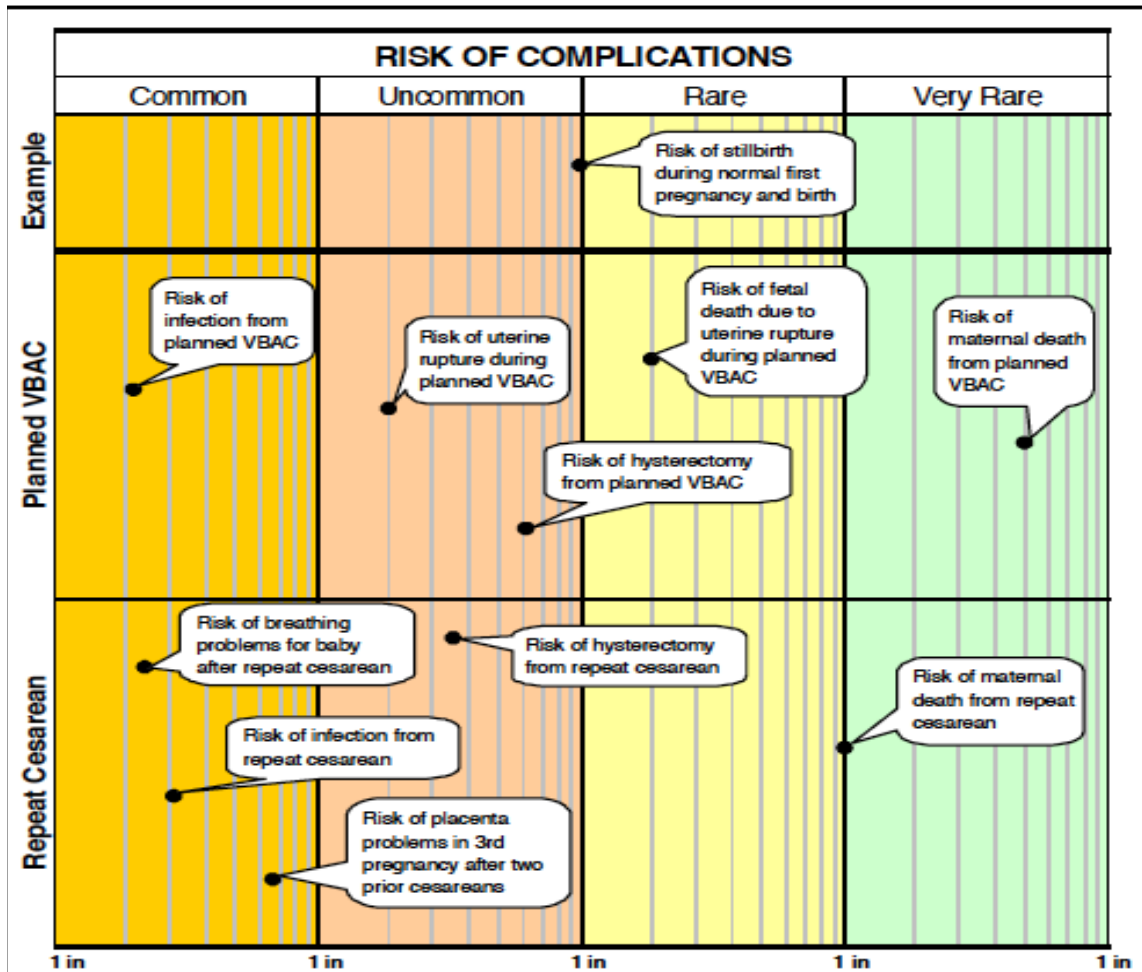 RISK OF COMPLICATIONS
Common Uncommon Rare Very Rare
Example
Risk of stillbirth
during normal first
pregnancy and birth
Planned VBAC
Risk of
infection from
planned VBAC
Risk of uterine
rupture during
planned VBAC
Risk of fetal
death due to
uterine rupture
during planned
VBAC
Risk of
maternal death
from planned
VBAC
Risk of hysterectomy
from planned VBAC
Repeat Cesarean
Risk of breathing
problems for baby
after repeat cesarean
Risk of hysterectomy
from repeat cesarean
Risk of maternal
death from repeat
cesarean
Risk of infection from
repeat cesarean
Risk of placenta
problems in 3rd
pregnancy after two
prior cesareans
1 in 1 in 1 in 1 in 1 in